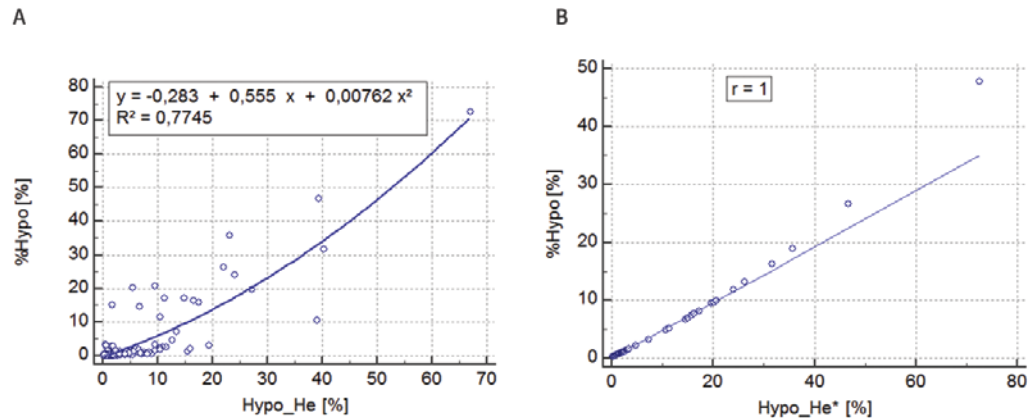 A
B
y = -0,283 + 0,555 x + 0,00762 x²
R² = 0,7745
%Hypo [%]
80
70
60
50
40
30
20
10
0
0 10 20 30 40 50 60 70
Hypo_He [%]
r = 1
%Hypo [%]
50
40
30
20
10
0
0 20 40 60 80
Hypo_He* [%]